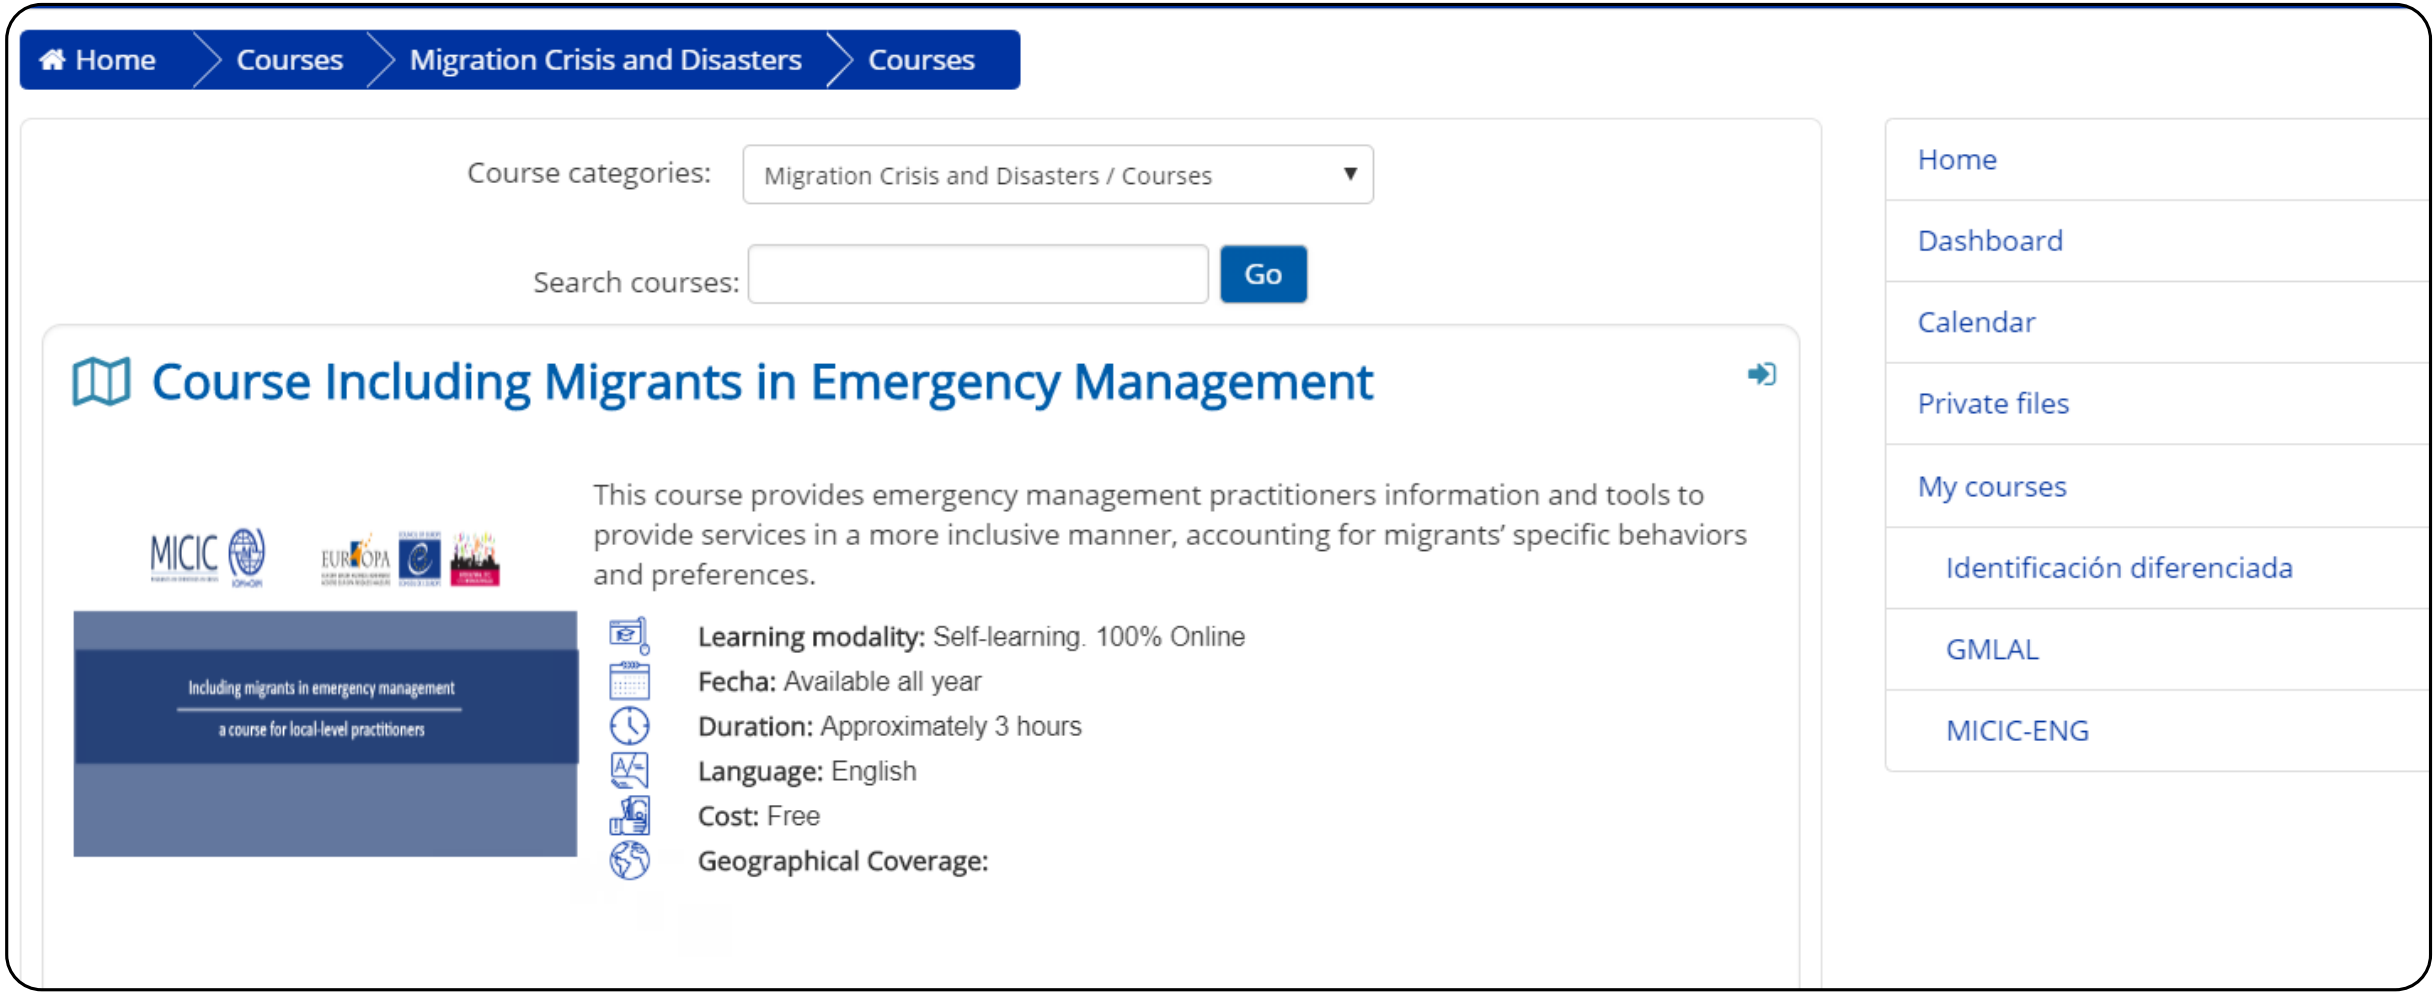 Home
Courses
Migration Crisis and Disasters
Courses
Course categories:
Migration Crisis and Disasters / Courses
Search courses:
Go
Course Including Migrants in Emergency Management
This course provides emergency management practitioners information and tools to
provide services in a more inclusive manner, accounting for migrants’ specific behaviors
and preferences.
MICIC
EUR OPA
Including migrants in emergency management
a course for local-level practitioners
Learning modality: Self-learning. 100% Online
Fecha: Available all year
Duration: Approximately 3 hours
Language: English
Cost: Free
Geographical Coverage:
Home
Dashboard
Calendar
Private files
My courses
Identificación diferenciada
GMLAL
MICIC-ENG